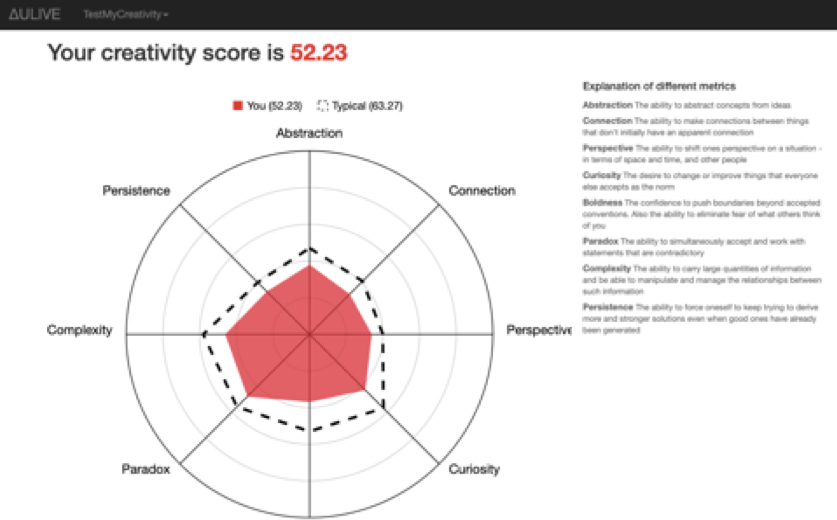 ΔULIVE TestMyCreativity
Your creativity score is 52.23
You (52.23) Typical (63.27)
Abstraction
Persistence
Connection
Complexity
Perspective
Paradox
Curiosity
Explanation of different metrics
Abstraction The ability to abstract concepts from ideas
Connection The ability to make connections between things
that don't initially have an apparent connection
Perspective The ability to shift ones perspective on a situation -
in terms of space and time, and other people
Curiosity The desire to change or improve things that everyone
else accepts as the norm
Boldness The confidence to push boundaries beyond accepted
conventions. Also the ability to eliminate fear of what others think
of you
Paradox The ability to simultaneously accept and work with
statements that are contradictory
Complexity The ability to carry large quantities of information
and be able to manipulate and manage the relationships between
such information
Persistence The ability to force oneself to keep trying to derive
more and stronger solutions even when good ones have already
been generated